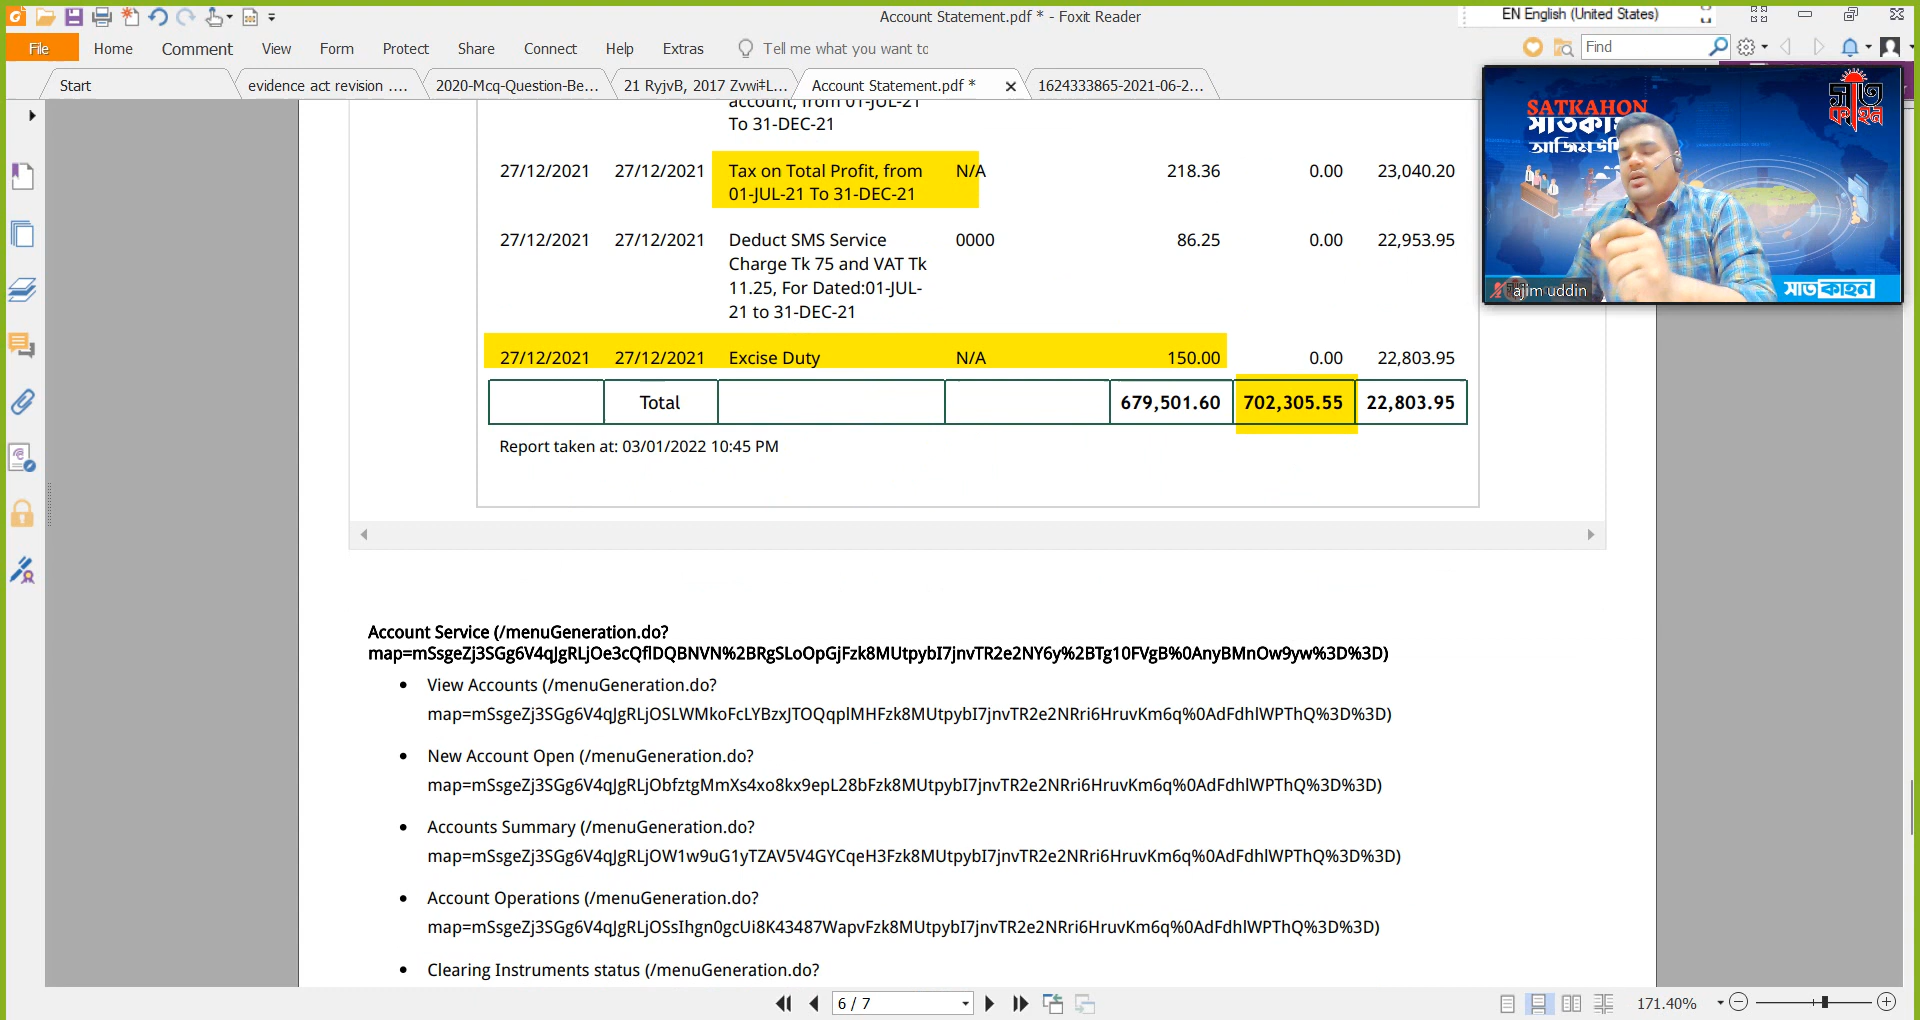 Account Statement.pdf * - Foxit Reader
EN English (United States)
File Home Comment View Form Protect Share Connect Help Extras Tell me what you want to
Find
Start
evidence act revision ....
2020-Mcq-Question-Be...
21 RyjvB, 2017 Zvwi‡L...
Account Statement.pdf *
1624333865-2021-06-2...
account, from 01-JUL-21
To 31-DEC-21
27/12/2021 27/12/2021 Tax on Total Profit, from N/A 218.36 0.00 23,040.20
01-JUL-21 To 31-DEC-21
27/12/2021 27/12/2021 Deduct SMS Service 0000 86.25 0.00 22,953.95
Charge Tk 75 and VAT Tk
11.25, For Dated:01-JUL-
21 to 31-DEC-21
27/12/2021 27/12/2021 Excise Duty N/A 150.00 0.00 22,803.95
Total 679,501.60 702,305.55 22,803.95
Report taken at: 03/01/2022 10:45 PM
SATKAHON
সাত
কাহন
ajim uddin
সাতকাহন
Account Service (/menuGeneration.do?
map=mSsgeZj3SGg6V4qJgRLjOe3cQflDQBNVN%2BRgSLoOpGjFzk8MUtpybI7jnvTR2e2NY6y%2BTg10FVgB%0AnyBMnOw9yw%3D%3D)
• View Accounts (/menuGeneration.do?
map=mSsgeZj3SGg6V4qJgRLjOSLWMkoFcLYBzxJTOQqplMHFzk8MUtpybI7jnvTR2e2NRri6HruvKm6q%0AdFdhlWPThQ%3D%3D)
• New Account Open (/menuGeneration.do?
map=mSsgeZj3SGg6V4qJgRLjObfztgMmXs4xo8kx9epL28bFzk8MUtpybI7jnvTR2e2NRri6HruvKm6q%0AdFdhlWPThQ%3D%3D)
• Accounts Summary (/menuGeneration.do?
map=mSsgeZj3SGg6V4qJgRLjOW1w9uG1yTZAV5V4GYCqeH3Fzk8MUtpybI7jnvTR2e2NRri6HruvKm6q%0AdFdhlWPThQ%3D%3D)
• Account Operations (/menuGeneration.do?
map=mSsgeZj3SGg6V4qJgRLjOSsIhgn0gcUi8K43487WapvFzk8MUtpybI7jnvTR2e2NRri6HruvKm6q%0AdFdhlWPThQ%3D%3D)
• Clearing Instruments status (/menuGeneration.do?
6 / 7
171.40%